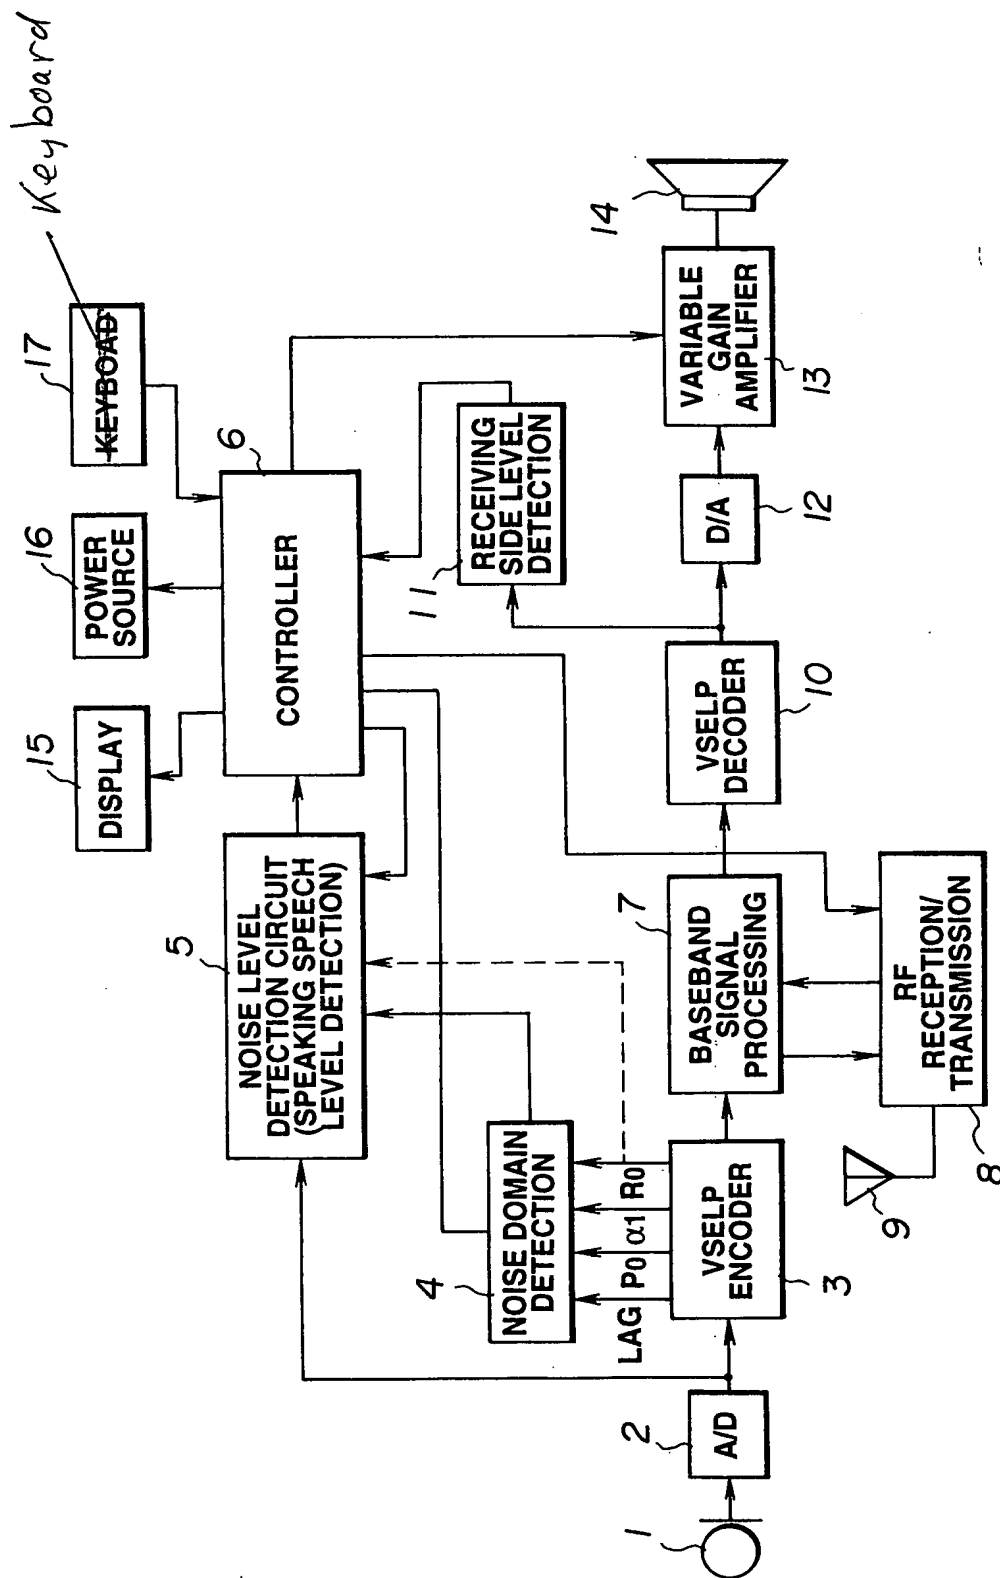 Keyboard
17
KEYBOAD
16
POWER
SOURCE
15
DISPLAY
6
CONTROLLER
5
NOISE LEVEL
DETECTION CIRCUIT
(SPEAKING SPEECH
LEVEL DETECTION)
11
RECEIVING
SIDE LEVEL
DETECTION
4
NOISE DOMAIN
DETECTION
LAG P0 α1 R0
1
2
A/D
3
VSELP
ENCODER
7
BASEBAND
SIGNAL
PROCESSING
10
VSELP
DECODER
12
D/A
13
VARIABLE
GAIN
AMPLIFIER
14
9
8
RF
RECEPTION/
TRANSMISSION